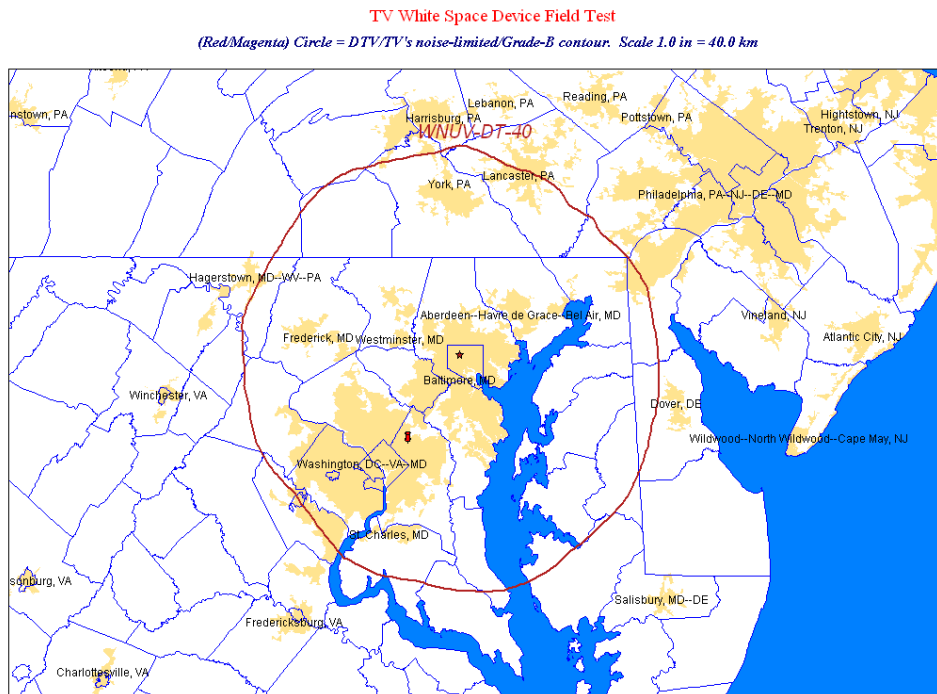 TV White Space Device Field Test
(Red/Magenta) Circle = DTV/TV's noise-limited/Grade-B contour.  Scale 1.0 in = 40.0 km
nstown, PA
Harrisburg, PA
Lebanon, PA
Reading, PA
Pottstown, PA
Hightstown, NJ
Trenton, NJ
WNUV-DT-40
York, PA
Lancaster, PA
Philadelphia, PA--NJ--DE--MD
Hagerstown, MD--WV--PA
Aberdeen--Havre de Grace--Bel Air, MD
Vineland, NJ
Frederick, MD
Westminster, MD
Atlantic City, NJ
Baltimore, MD
Winchester, VA
Dover, DE
Wildwood--North Wildwood--Cape May, NJ
Washington, DC--VA--MD
St. Charles, MD
sonburg, VA
Salisbury, MD--DE
Fredericksburg, VA
Charlottesville, VA